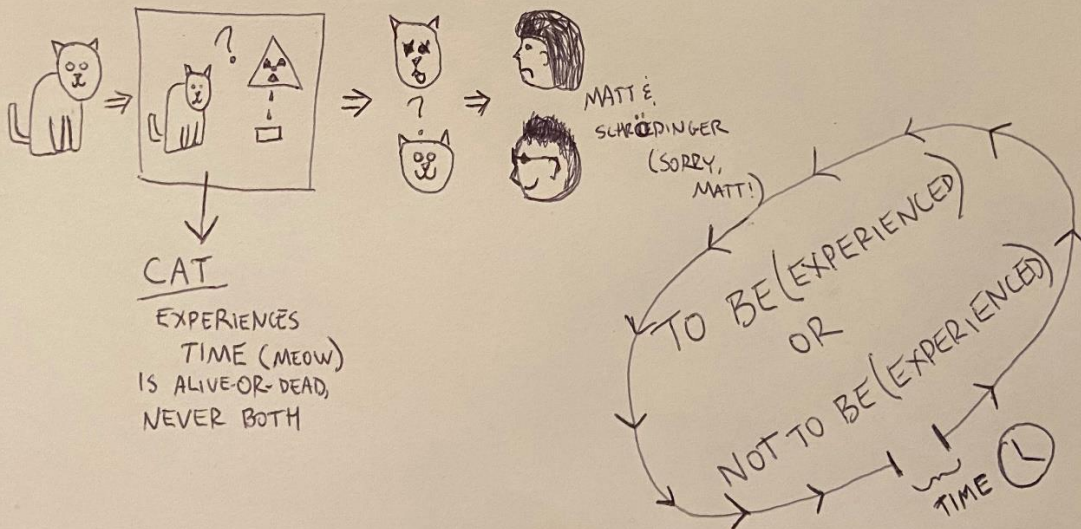 ?
?
MATT &
SCHRÖEDINGER
(SORRY,
MATT!)
CAT
EXPERIENCES
TIME (MEOW)
IS ALIVE-OR-DEAD,
NEVER BOTH
TO BE (EXPERIENCED)
OR
NOT TO BE (EXPERIENCED)
TIME